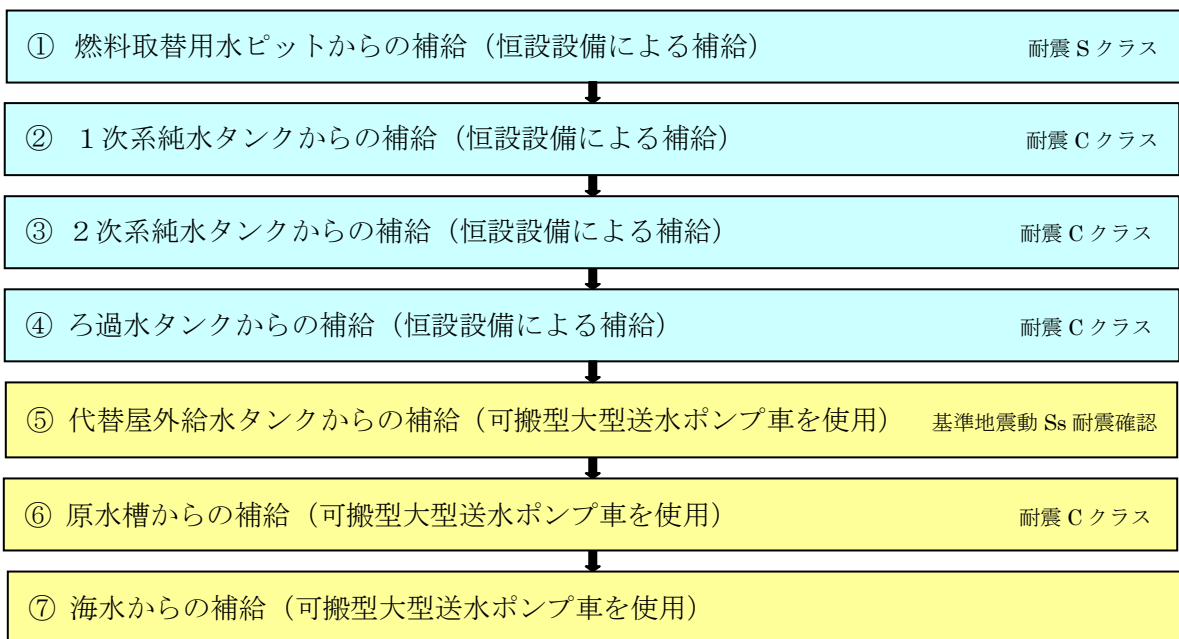 ① 燃料取替用水ピットからの補給（恒設設備による補給） 耐震 S クラス
② １次系純水タンクからの補給（恒設設備による補給） 耐震 C クラス
③ ２次系純水タンクからの補給（恒設設備による補給） 耐震 C クラス
④ ろ過水タンクからの補給（恒設設備による補給） 耐震 C クラス
⑤ 代替屋外給水タンクからの補給（可搬型大型送水ポンプ車を使用） 基準地震動 Ss 耐震確認
⑥ 原水槽からの補給（可搬型大型送水ポンプ車を使用） 耐震 C クラス
⑦ 海水からの補給（可搬型大型送水ポンプ車を使用）